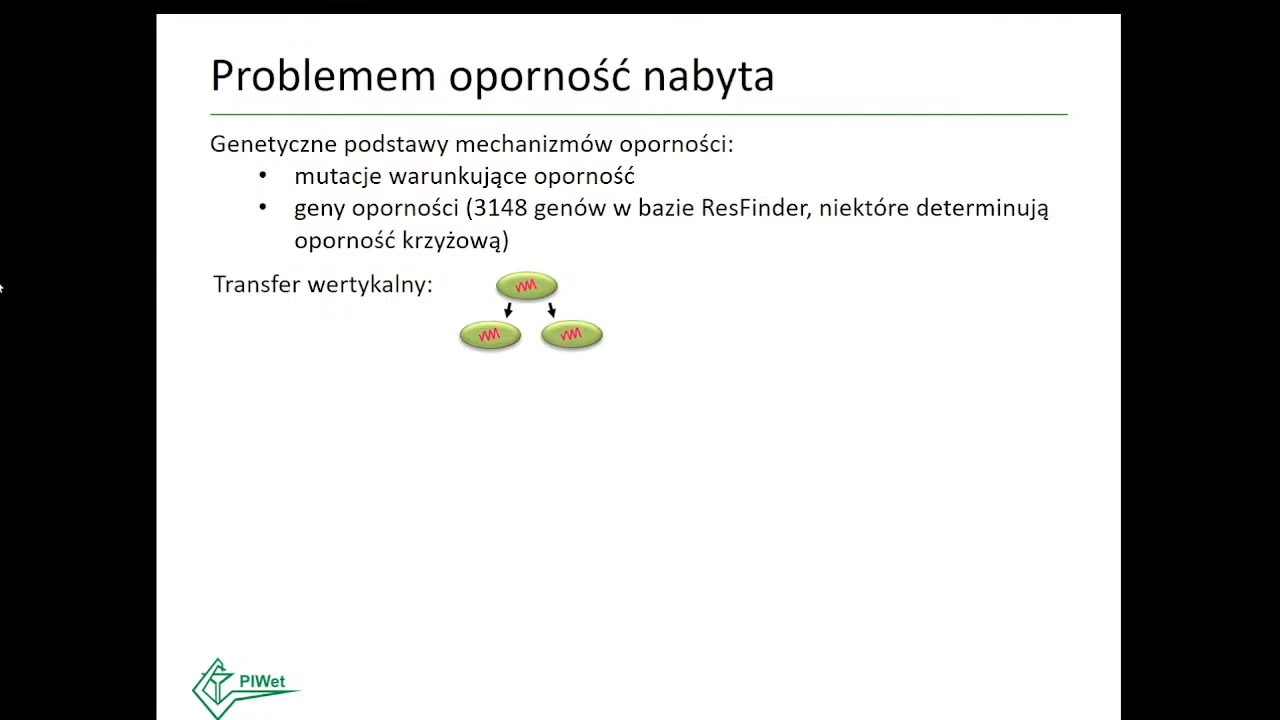 Problemem oporność nabyta
Genetyczne podstawy mechanizmów oporności:
• mutacje warunkujące oporność
• geny oporności (3148 genów w bazie ResFinder, niektóre determinują
oporność krzyżową)
Transfer wertykalny:
PIWet